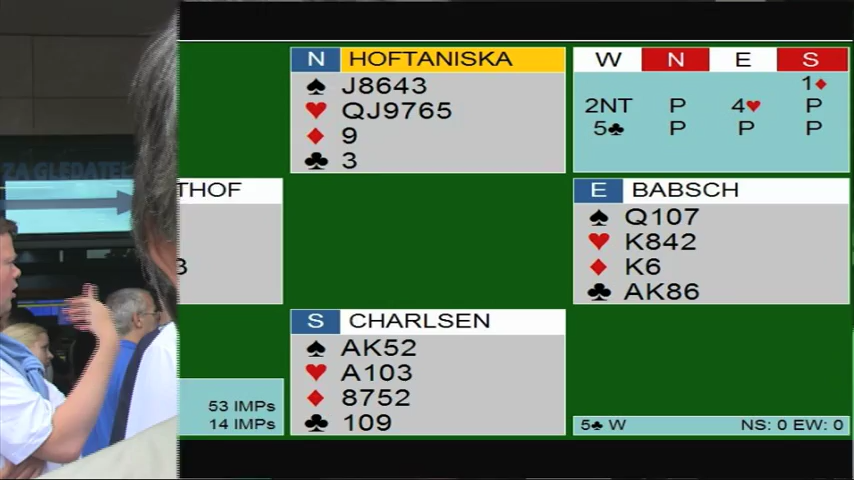 ZA GLEDATEL
N HOFTANISKA
♠ J8643
♥ QJ9765
♦ 9
♣ 3
W N E S
1♦
2NT P 4♥ P
5♣ P P P
THOF
3
E BABSCH
♠ Q107
♥ K842
♦ K6
♣ AK86
S CHARLSEN
♠ AK52
♥ A103
♦ 8752
♣ 109
53 IMPs
14 IMPs
5♣ W NS: 0 EW: 0